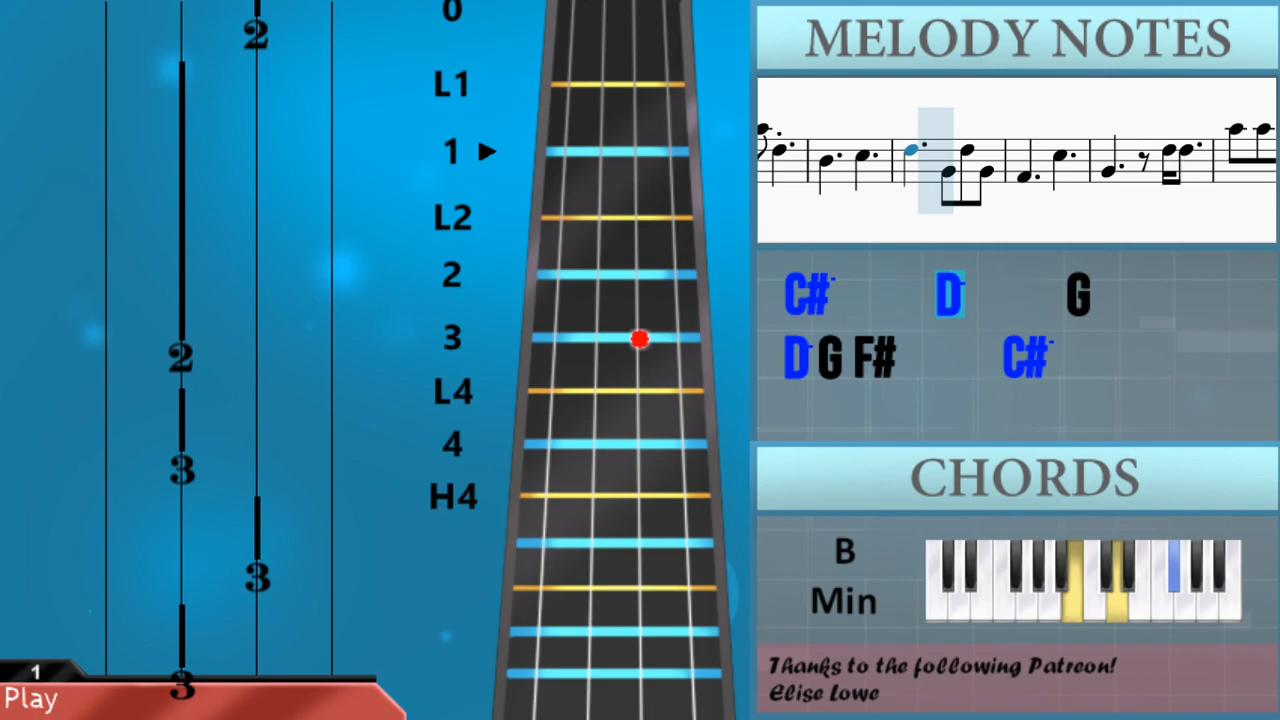 2
2
3
3
3
1
Play
0
L1
1
L2
2
3
L4
4
H4
MELODY NOTES
C#- D- G
D- G F# C#-
CHORDS
B
Min
Thanks to the following Patreon!
Elise Lowe